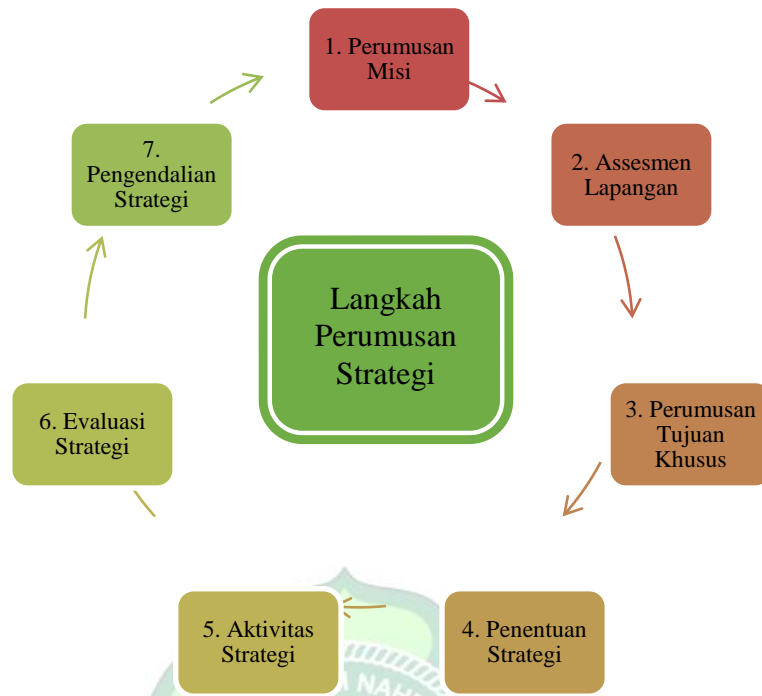 1. Perumusan
Misi
2. Assesmen
Lapangan
3. Perumusan
Tujuan
Khusus
4. Penentuan
Strategi
5. Aktivitas
Strategi
6. Evaluasi
Strategi
7.
Pengendalian
Strategi
Langkah
Perumusan
Strategi